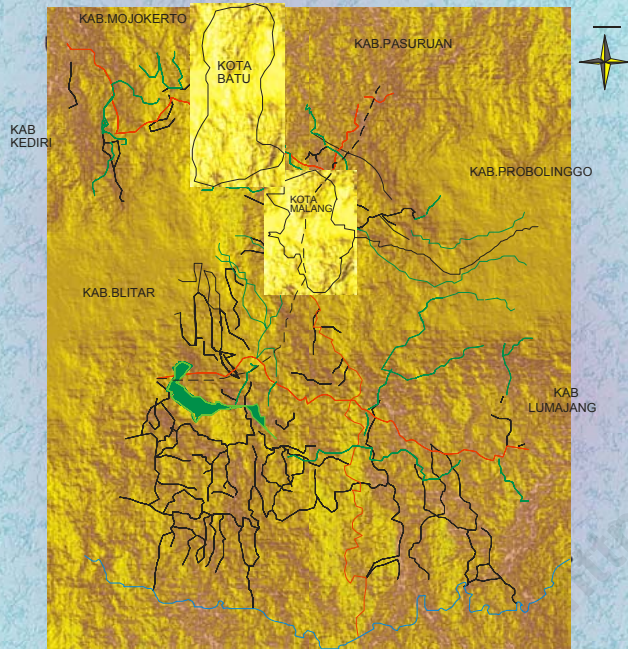 KAB.MOJOKERTO
KAB.PASURUAN
KOTA
BATU
KAB
KEDIRI
KAB.PROBOLINGGO
KOTA
MALANG
KAB.BLITAR
KAB
LUMAJANG